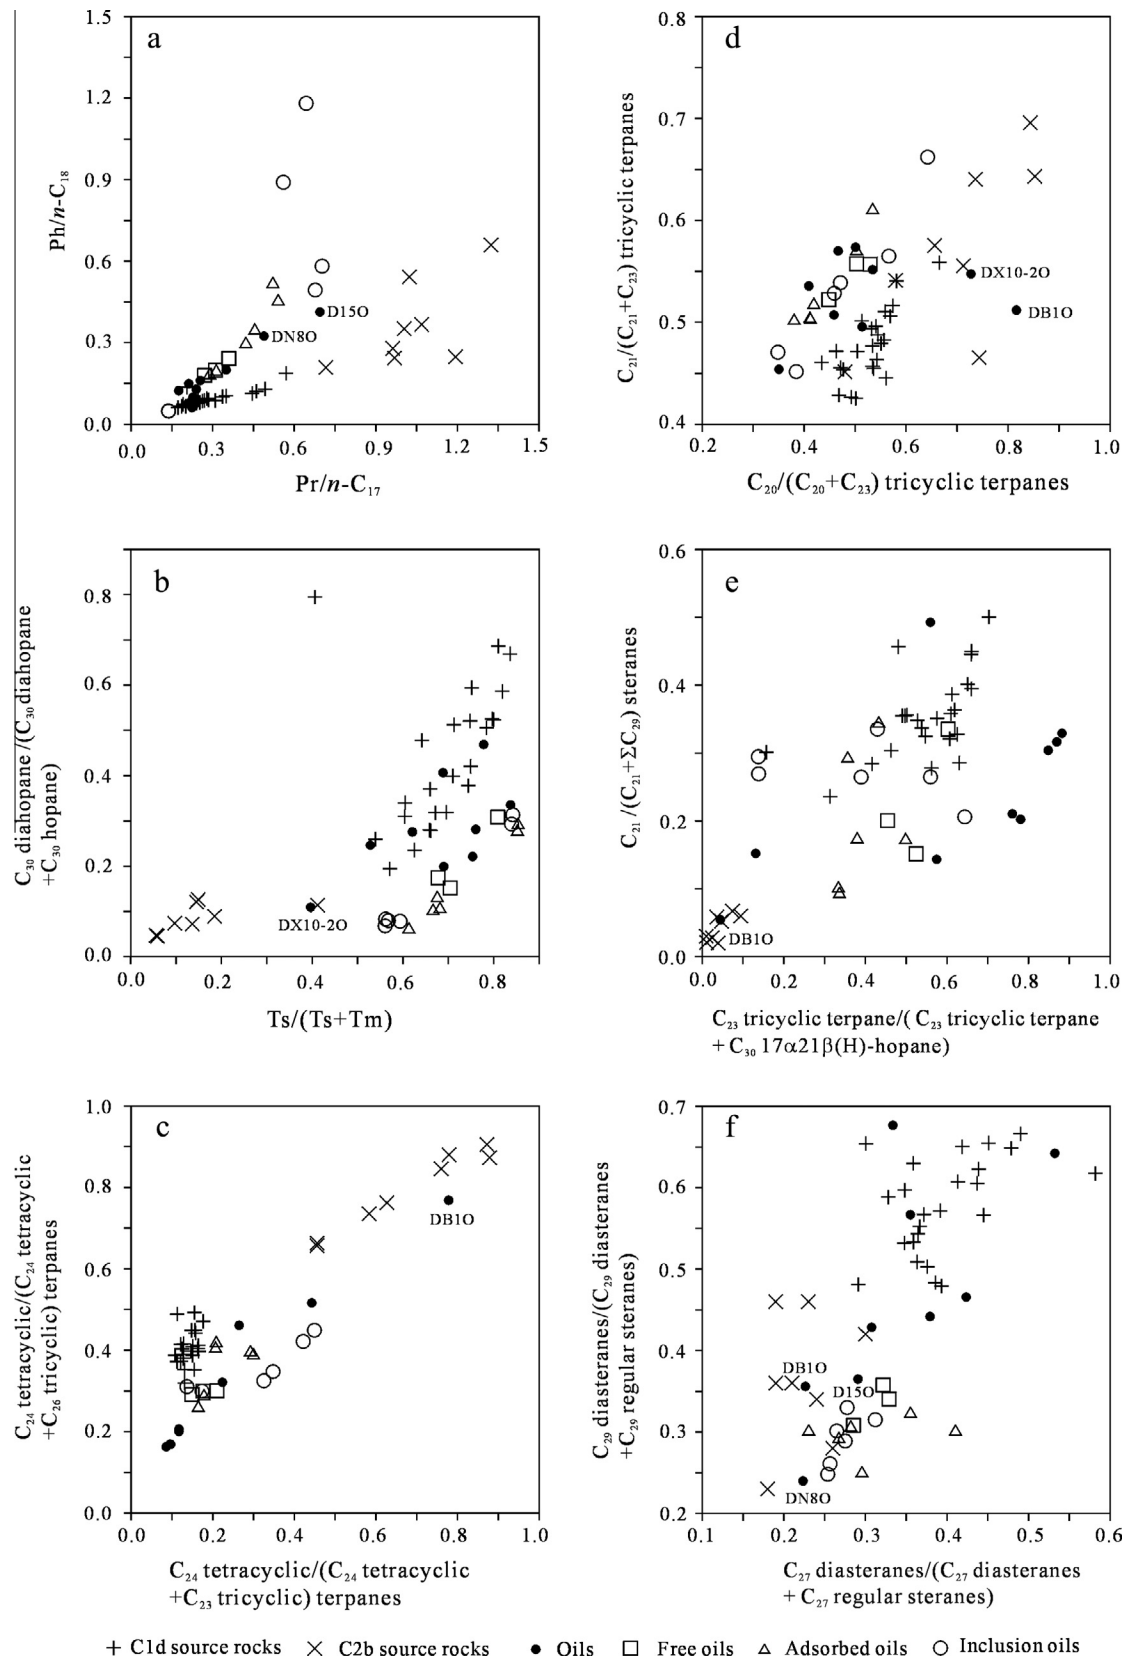 a
1.5
1.2
0.9
0.6
0.3
0.0
Ph/n-C18
D15O
DN8O
0.0 0.3 0.6 0.9 1.2 1.5
Pr/n-C17
d
0.8
0.7
0.6
0.5
0.4
C21/(C21+C23) tricyclic terpanes
DX10-2O
DB1O
0.2 0.4 0.6 0.8 1.0
C20/(C20+C23) tricyclic terpanes
b
0.8
0.6
0.4
0.2
0.0
C30 diahopane/(C30 diahopane
+C30 hopane)
DX10-2O
0.0 0.2 0.4 0.6 0.8
Ts/(Ts+Tm)
e
0.6
0.4
0.2
0.0
C21/(C21+ΣC29) steranes
DB1O
0.0 0.2 0.4 0.6 0.8 1.0
C23 tricyclic terpane/( C23 tricyclic terpane
+ C30 17α21β(H)-hopane)
c
1.0
0.8
0.6
0.4
0.2
0.0
C24 tetracyclic/(C24 tetracyclic
+C26 tricyclic) terpanes
DB1O
0.0 0.2 0.4 0.6 0.8 1.0
C24 tetracyclic/(C24 tetracyclic
+C23 tricyclic) terpanes
f
0.7
0.6
0.5
0.4
0.3
0.2
C29 diasteranes/(C29 diasteranes
+C29 regular steranes)
DB1O
D15O
DN8O
0.1 0.2 0.3 0.4 0.5 0.6
C27 diasteranes/(C27 diasteranes
+ C27 regular steranes)
C1d source rocks C2b source rocks Oils Free oils Adsorbed oils Inclusion oils